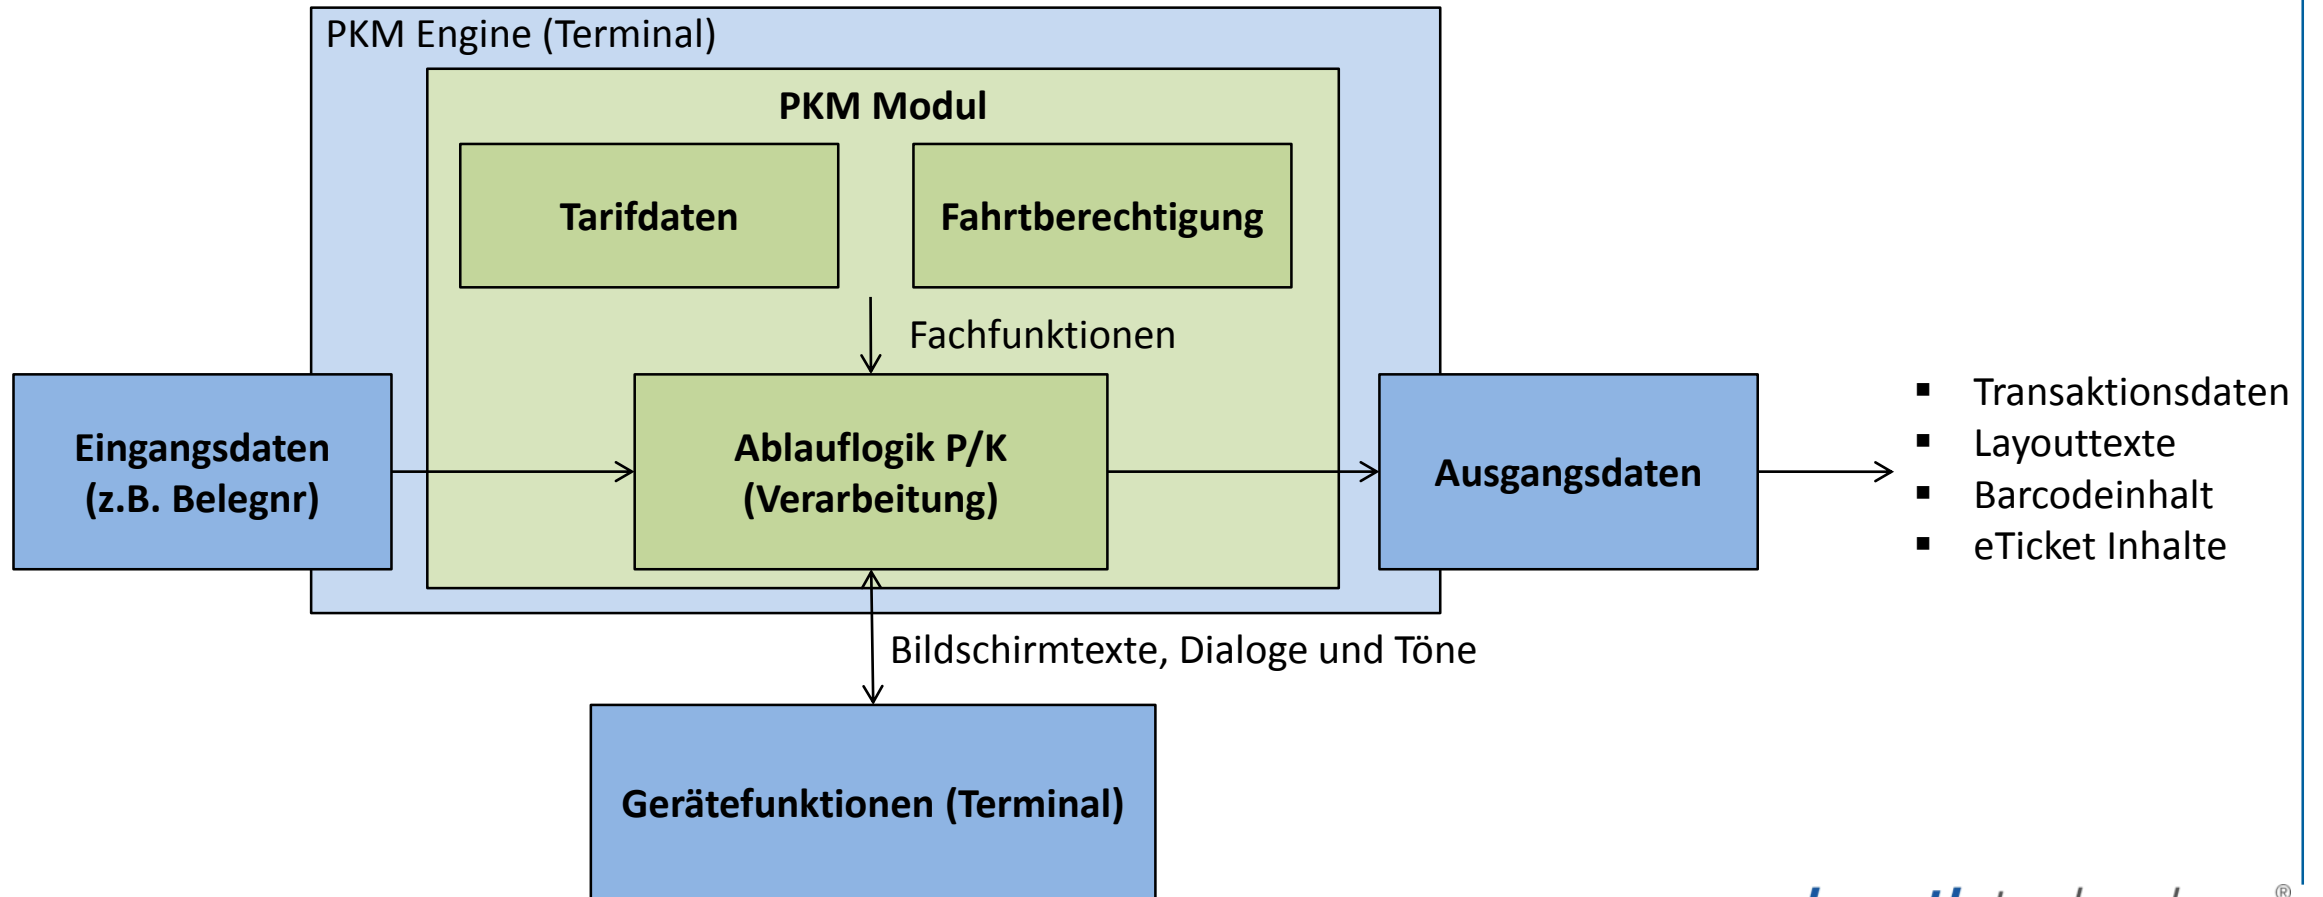 PKM Engine (Terminal)
PKM Modul
Tarifdaten
Fahrtberechtigung
Fachfunktionen
Eingangsdaten
(z.B. Belegnr)
Ablauflogik P/K
(Verarbeitung)
Ausgangsdaten
▪ Transaktionsdaten
▪ Layouttexte
▪ Barcodeinhalt
▪ eTicket Inhalte
Bildschirmtexte, Dialoge und Töne
Gerätefunktionen (Terminal)
®